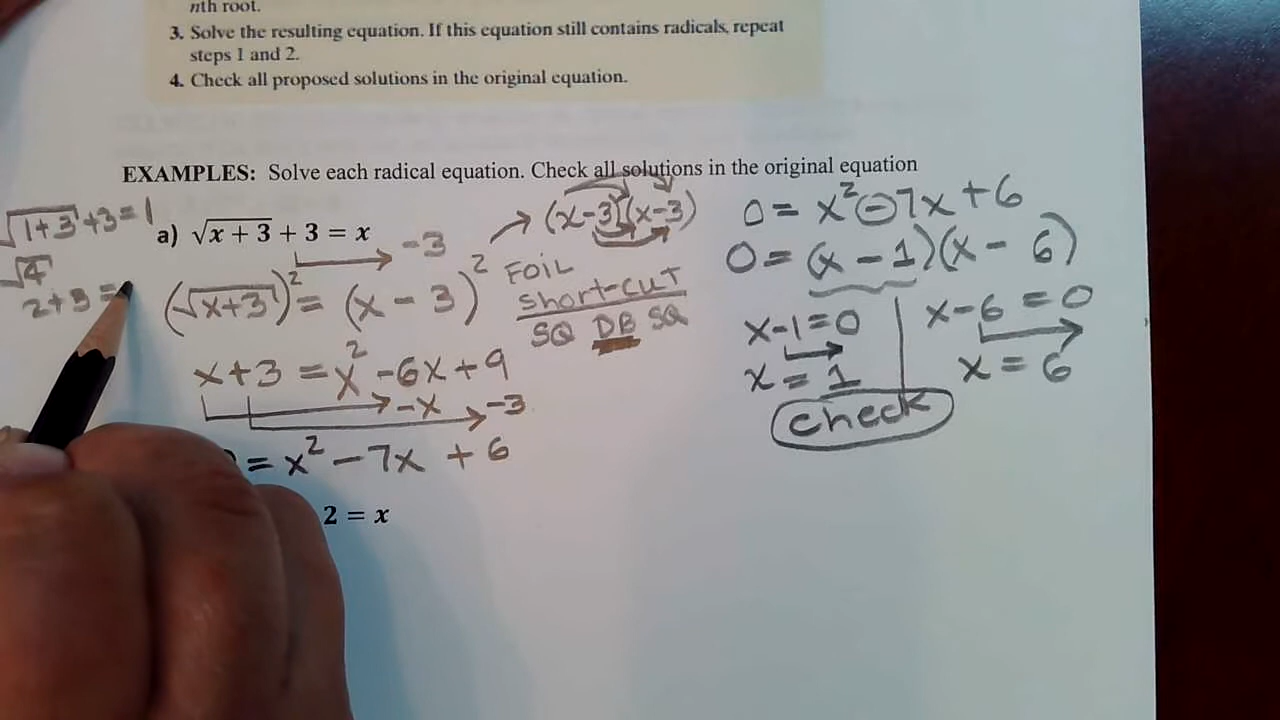 nth root.
3. Solve the resulting equation. If this equation still contains radicals, repeat
steps 1 and 2.
4. Check all proposed solutions in the original equation.
EXAMPLES: Solve each radical equation. Check all solutions in the original equation
a) √x + 3 + 3 = x
-3
(√x+3)² = (x - 3)²
x+3 = x² -6x+9
-x -3
= x² - 7x + 6
2 = x
√1+3 +3 = 1
√4
2+3 =
→ (x-3)(x-3)
FOIL
short-cut
SQ DB SQ
0 = x² - 7x + 6
0 = (x - 1)(x - 6)
x-1=0
x = 1
x-6 = 0
x = 6
check